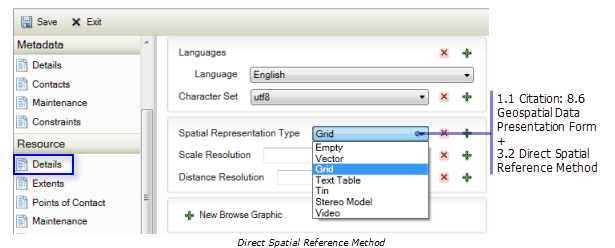 Save Exit
Metadata
Details
Contacts
Maintenance
Constraints
Resource
Details
Extents
Points of Contact
Maintenance
Languages
Language English
Character Set utf8
Spatial Representation Type Grid
Scale Resolution
Distance Resolution
Empty
Vector
Grid
Text Table
Tin
Stereo Model
Video
New Browse Graphic
1.1 Citation: 8.6
Geospatial Data
Presentation Form
+
3.2 Direct Spatial
Reference Method
Direct Spatial Reference Method